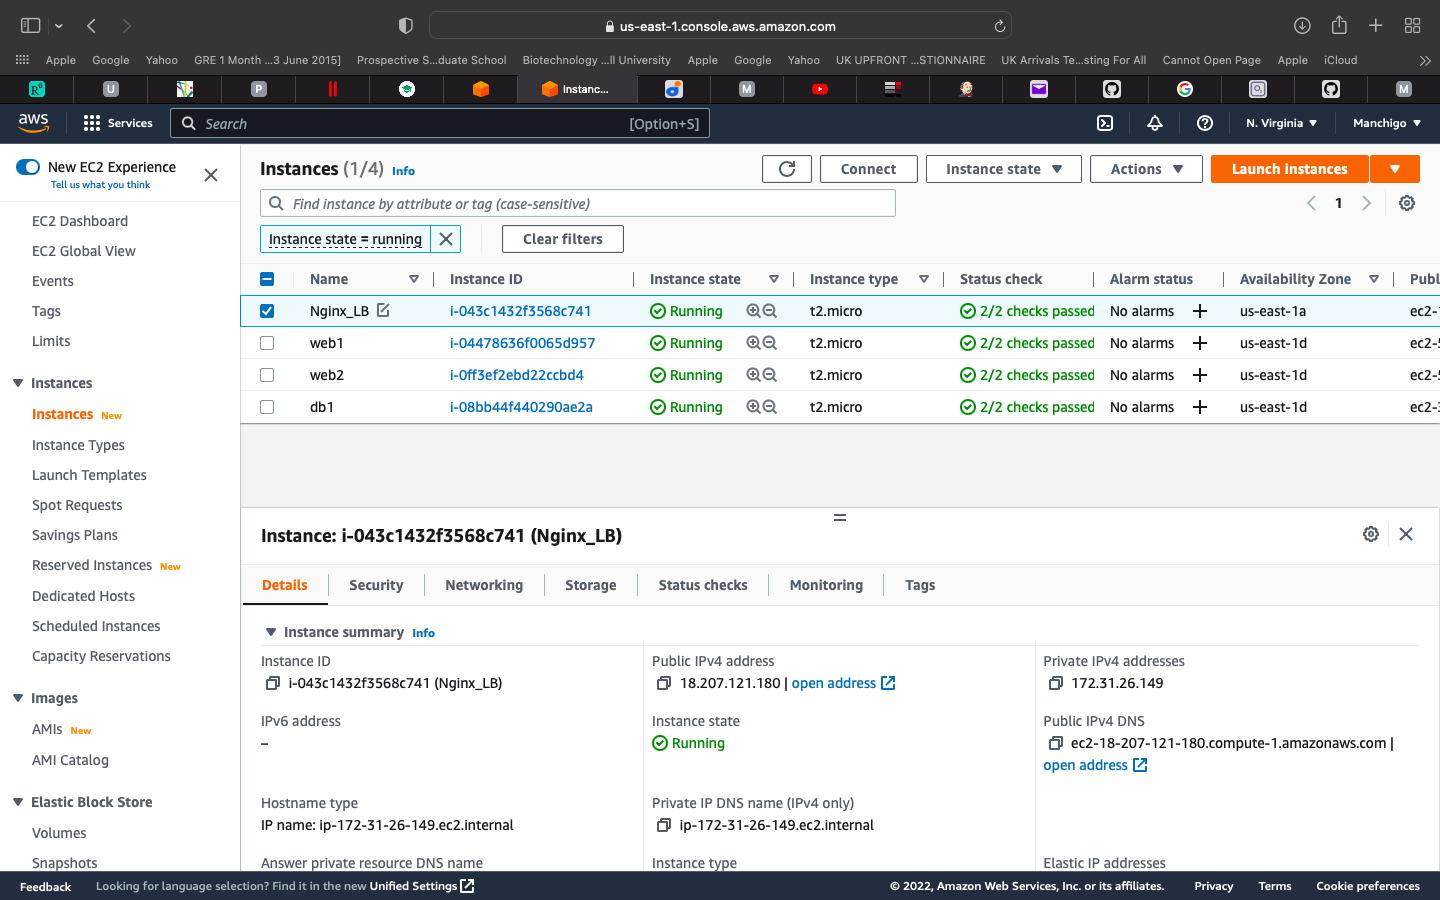 us-east-1.console.aws.amazon.com
Apple Google Yahoo GRE 1 Month ...3 June 2015] Prospective S...duate School Biotechnology ...ll University Apple Google Yahoo UK UPFRONT ...STIONNAIRE UK Arrivals Te...sting For All Cannot Open Page Apple iCloud
U P Instanc... M M
aws Services Search [Option+S] N. Virginia Manchigo
New EC2 Experience
Tell us what you think
EC2 Dashboard
EC2 Global View
Events
Tags
Limits
Instances
Instances New
Instance Types
Launch Templates
Spot Requests
Savings Plans
Reserved Instances New
Dedicated Hosts
Scheduled Instances
Capacity Reservations
Images
AMIs New
AMI Catalog
Elastic Block Store
Volumes
Snapshots
Instances (1/4) Info
Connect Instance state Actions Launch instances
Find instance by attribute or tag (case-sensitive) 1
Instance state = running Clear filters
Name Instance ID Instance state Instance type Status check Alarm status Availability Zone Publ
Nginx_LB i-043c1432f3568c741 Running t2.micro 2/2 checks passed No alarms us-east-1a ec2-1
web1 i-04478636f0065d957 Running t2.micro 2/2 checks passed No alarms us-east-1d ec2-5
web2 i-0ff3ef2ebd22ccbd4 Running t2.micro 2/2 checks passed No alarms us-east-1d ec2-5
db1 i-08bb44f440290ae2a Running t2.micro 2/2 checks passed No alarms us-east-1d ec2-3
Instance: i-043c1432f3568c741 (Nginx_LB)
Details Security Networking Storage Status checks Monitoring Tags
Instance summary Info
Instance ID
i-043c1432f3568c741 (Nginx_LB)
Public IPv4 address
18.207.121.180 | open address
Private IPv4 addresses
172.31.26.149
IPv6 address
–
Instance state
Running
Public IPv4 DNS
ec2-18-207-121-180.compute-1.amazonaws.com |
open address
Hostname type
IP name: ip-172-31-26-149.ec2.internal
Private IP DNS name (IPv4 only)
ip-172-31-26-149.ec2.internal
Answer private resource DNS name
Instance type
Elastic IP addresses
Feedback Looking for language selection? Find it in the new Unified Settings © 2022, Amazon Web Services, Inc. or its affiliates. Privacy Terms Cookie preferences